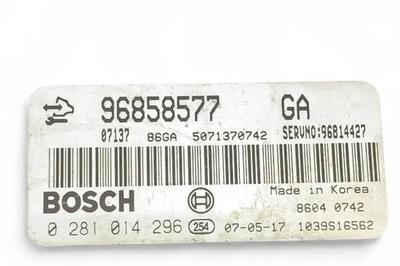 96858577 GA
07137 86GA 5071370742 SERVNO:96814427
BOSCH Made in Korea
8604 0742
0 281 014 296 254 07-05-17 1039S16562